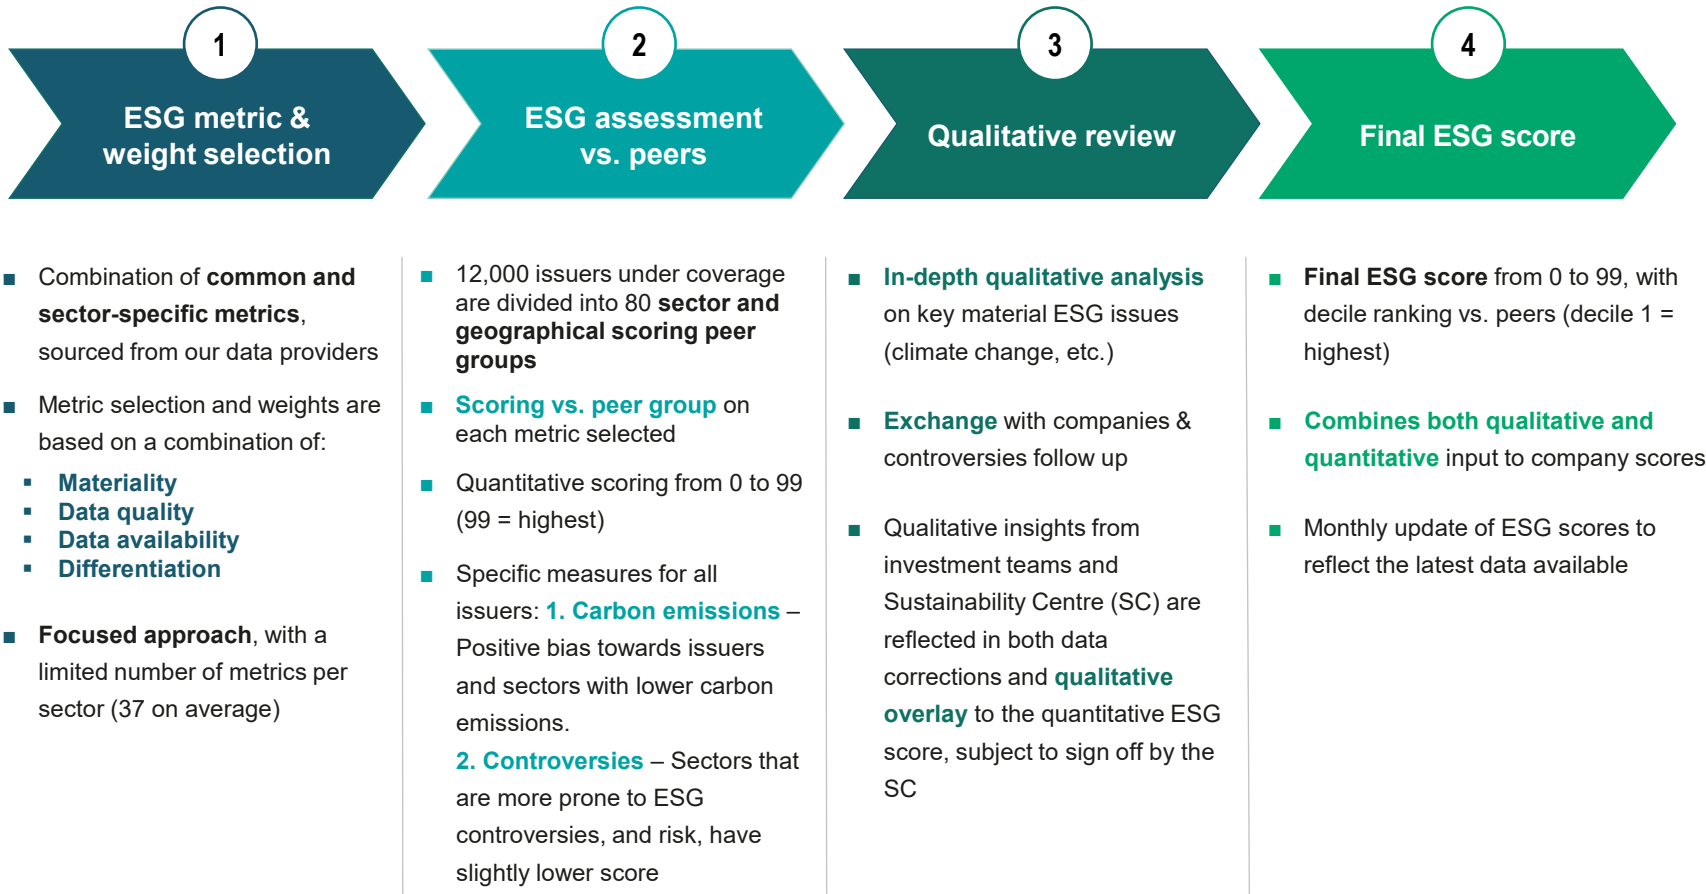 1
ESG metric &
weight selection
■ Combination of common and
sector-specific metrics,
sourced from our data providers
■ Metric selection and weights are
based on a combination of:
▪ Materiality
▪ Data quality
▪ Data availability
▪ Differentiation
■ Focused approach, with a
limited number of metrics per
sector (37 on average)
2
ESG assessment
vs. peers
■ 12,000 issuers under coverage
are divided into 80 sector and
geographical scoring peer
groups
■ Scoring vs. peer group on
each metric selected
■ Quantitative scoring from 0 to 99
(99 = highest)
■ Specific measures for all
issuers: 1. Carbon emissions –
Positive bias towards issuers
and sectors with lower carbon
emissions.
2. Controversies – Sectors that
are more prone to ESG
controversies, and risk, have
slightly lower score
3
Qualitative review
■ In-depth qualitative analysis
on key material ESG issues
(climate change, etc.)
■ Exchange with companies &
controversies follow up
■ Qualitative insights from
investment teams and
Sustainability Centre (SC) are
reflected in both data
corrections and qualitative
overlay to the quantitative ESG
score, subject to sign off by the
SC
4
Final ESG score
■ Final ESG score from 0 to 99, with
decile ranking vs. peers (decile 1 =
highest)
■ Combines both qualitative and
quantitative input to company scores
■ Monthly update of ESG scores to
reflect the latest data available